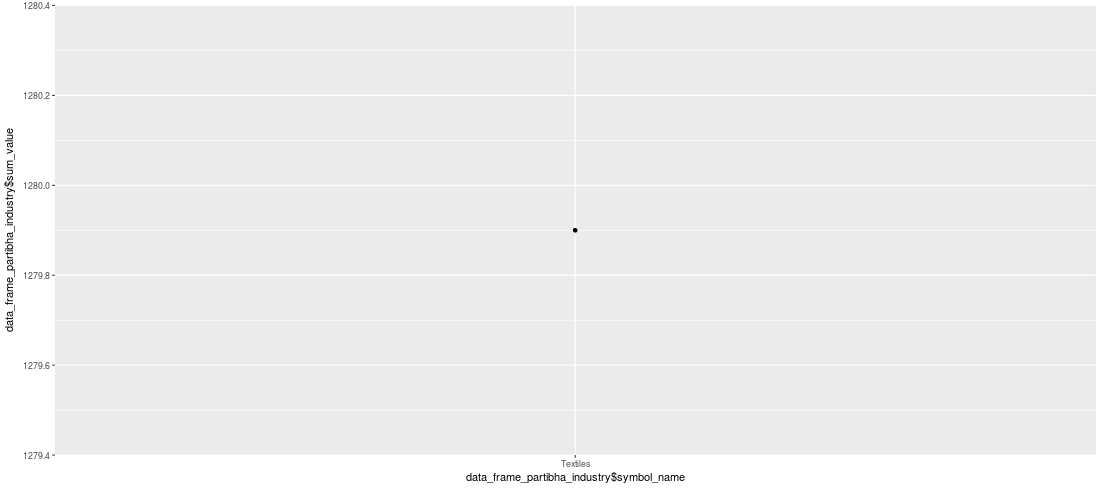 1280.4
1280.2
1280.0
1279.8
1279.6
1279.4
data_frame_partibha_industry$sum_value
Textiles
data_frame_partibha_industry$symbol_name